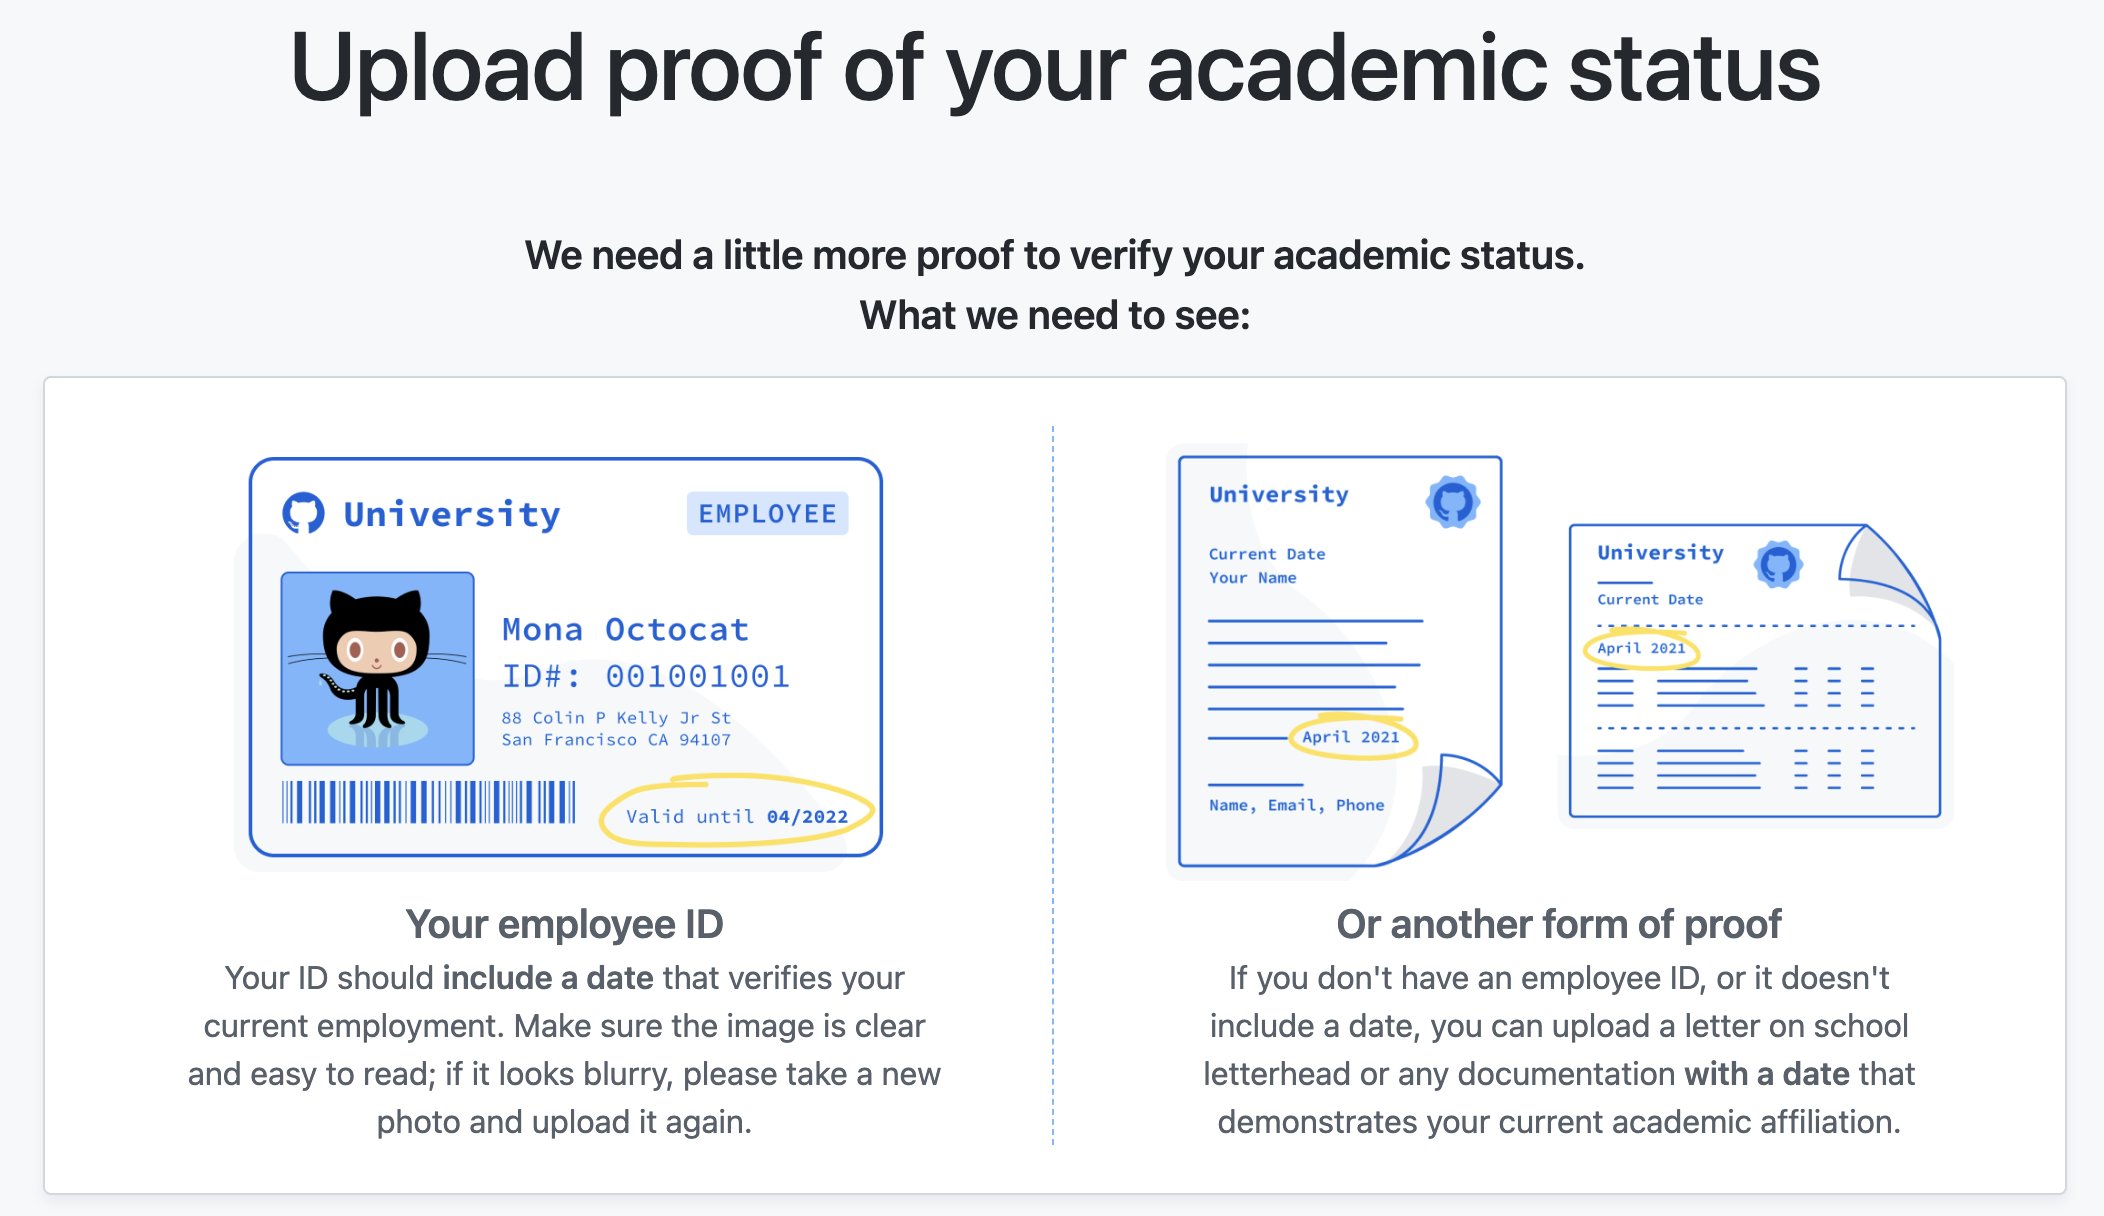 Upload proof of your academic status
We need a little more proof to verify your academic status.
What we need to see:
University
EMPLOYEE
Mona Octocat
ID#: 001001001
88 Colin P Kelly Jr St
San Francisco CA 94107
Valid until 04/2022
Your employee ID
Your ID should include a date that verifies your
current employment. Make sure the image is clear
and easy to read; if it looks blurry, please take a new
photo and upload it again.
University
Current Date
Your Name
April 2021
Name, Email, Phone
University
Current Date
April 2021
Or another form of proof
If you don't have an employee ID, or it doesn't
include a date, you can upload a letter on school
letterhead or any documentation with a date that
demonstrates your current academic affiliation.